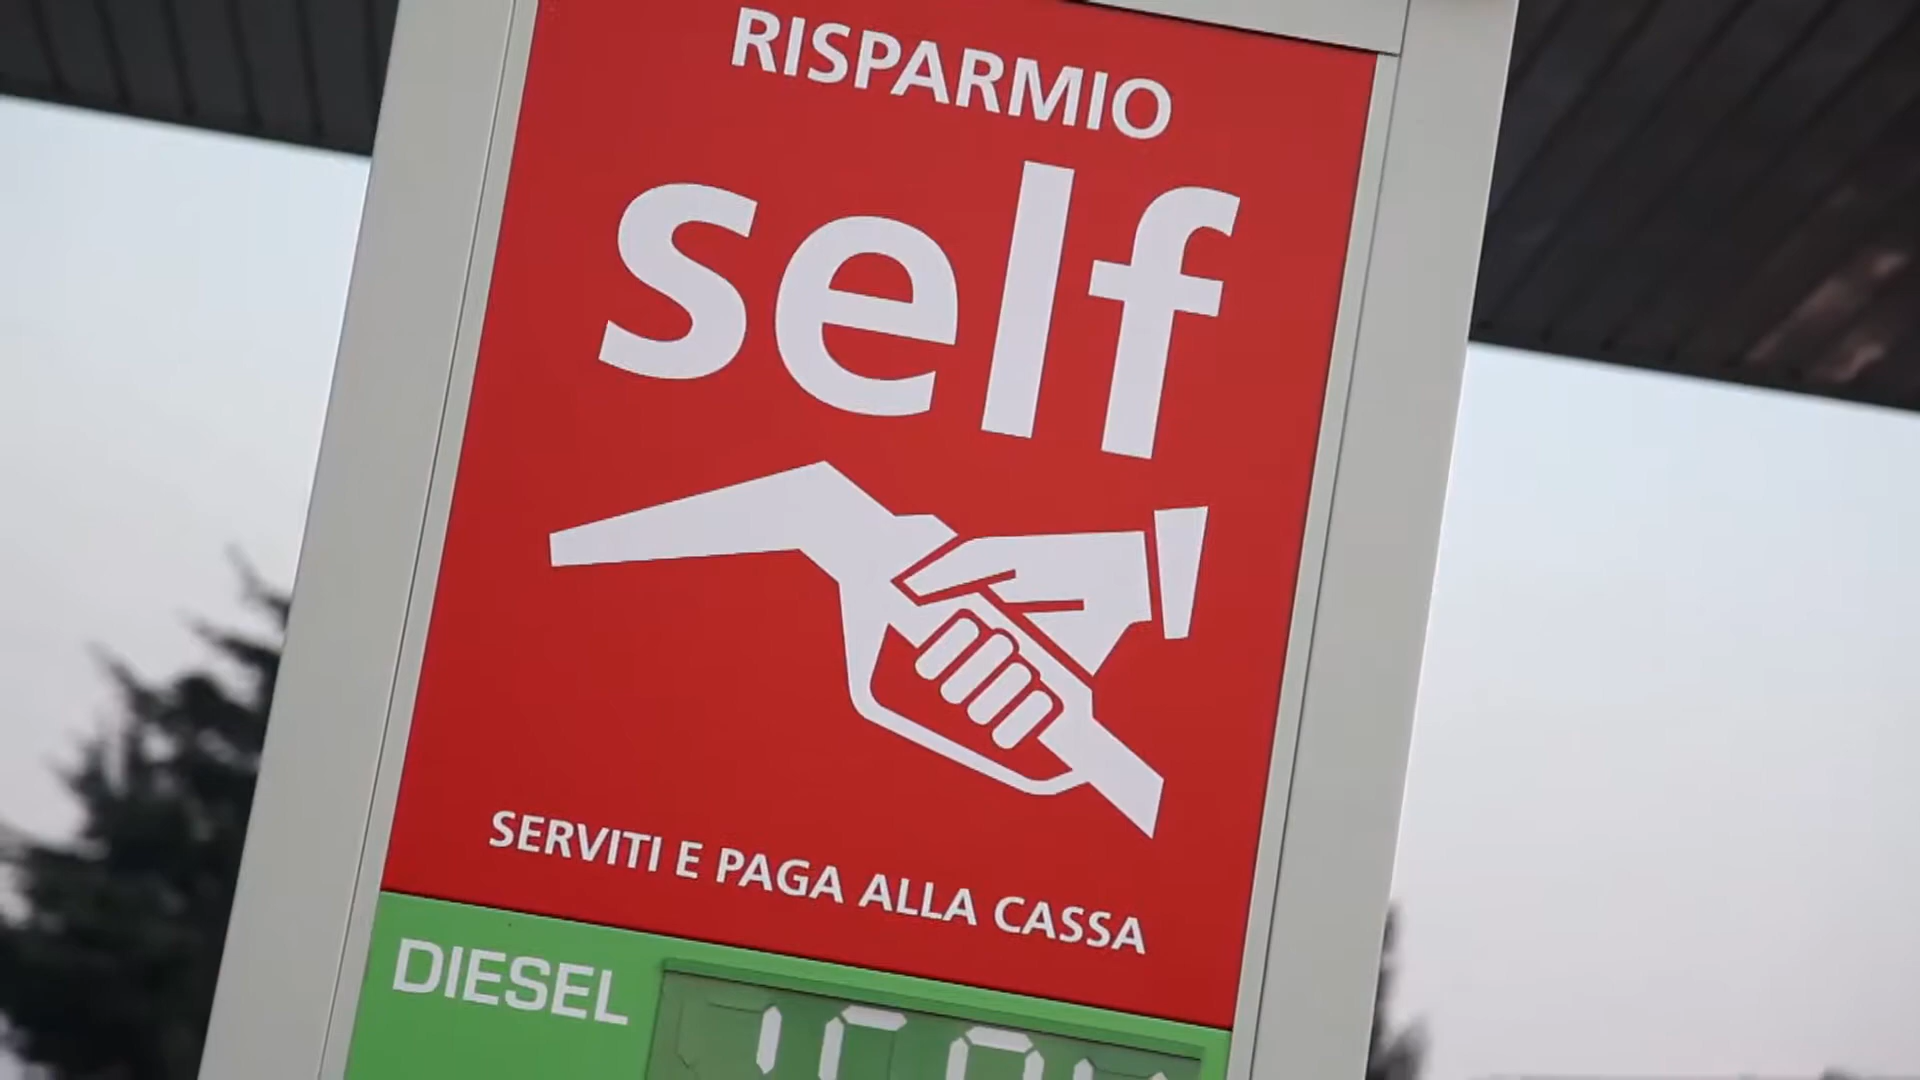 RISPARMIO
self
SERVITI E PAGA ALLA CASSA
DIESEL